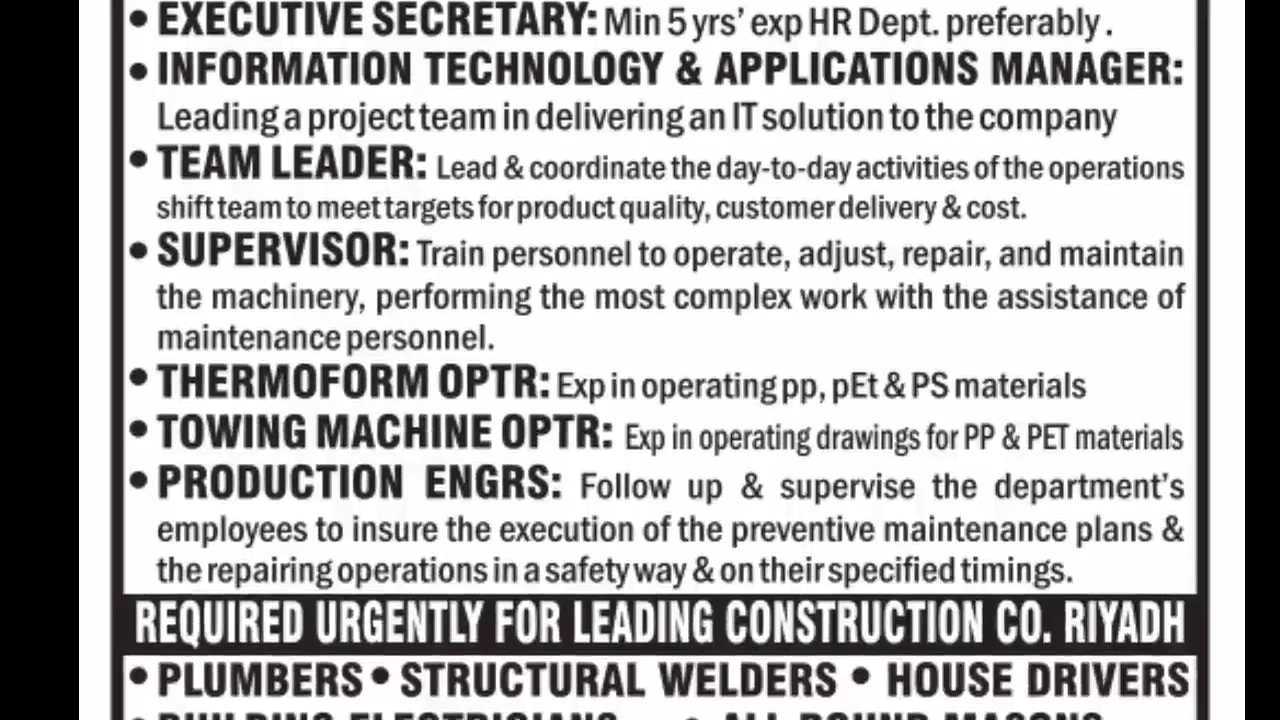 • EXECUTIVE SECRETARY: Min 5 yrs' exp HR Dept. preferably .
• INFORMATION TECHNOLOGY & APPLICATIONS MANAGER:
Leading a project team in delivering an IT solution to the company
• TEAM LEADER: Lead & coordinate the day-to-day activities of the operations
shift team to meet targets for product quality, customer delivery & cost.
• SUPERVISOR: Train personnel to operate, adjust, repair, and maintain
the machinery, performing the most complex work with the assistance of
maintenance personnel.
• THERMOFORM OPTR: Exp in operating pp, pEt & PS materials
• TOWING MACHINE OPTR: Exp in operating drawings for PP & PET materials
• PRODUCTION ENGRS: Follow up & supervise the department's
employees to insure the execution of the preventive maintenance plans &
the repairing operations in a safety way & on their specified timings.
REQUIRED URGENTLY FOR LEADING CONSTRUCTION CO. RIYADH
• PLUMBERS • STRUCTURAL WELDERS • HOUSE DRIVERS
• BUILDING ELECTRICIANS • ALL ROUND MASONS